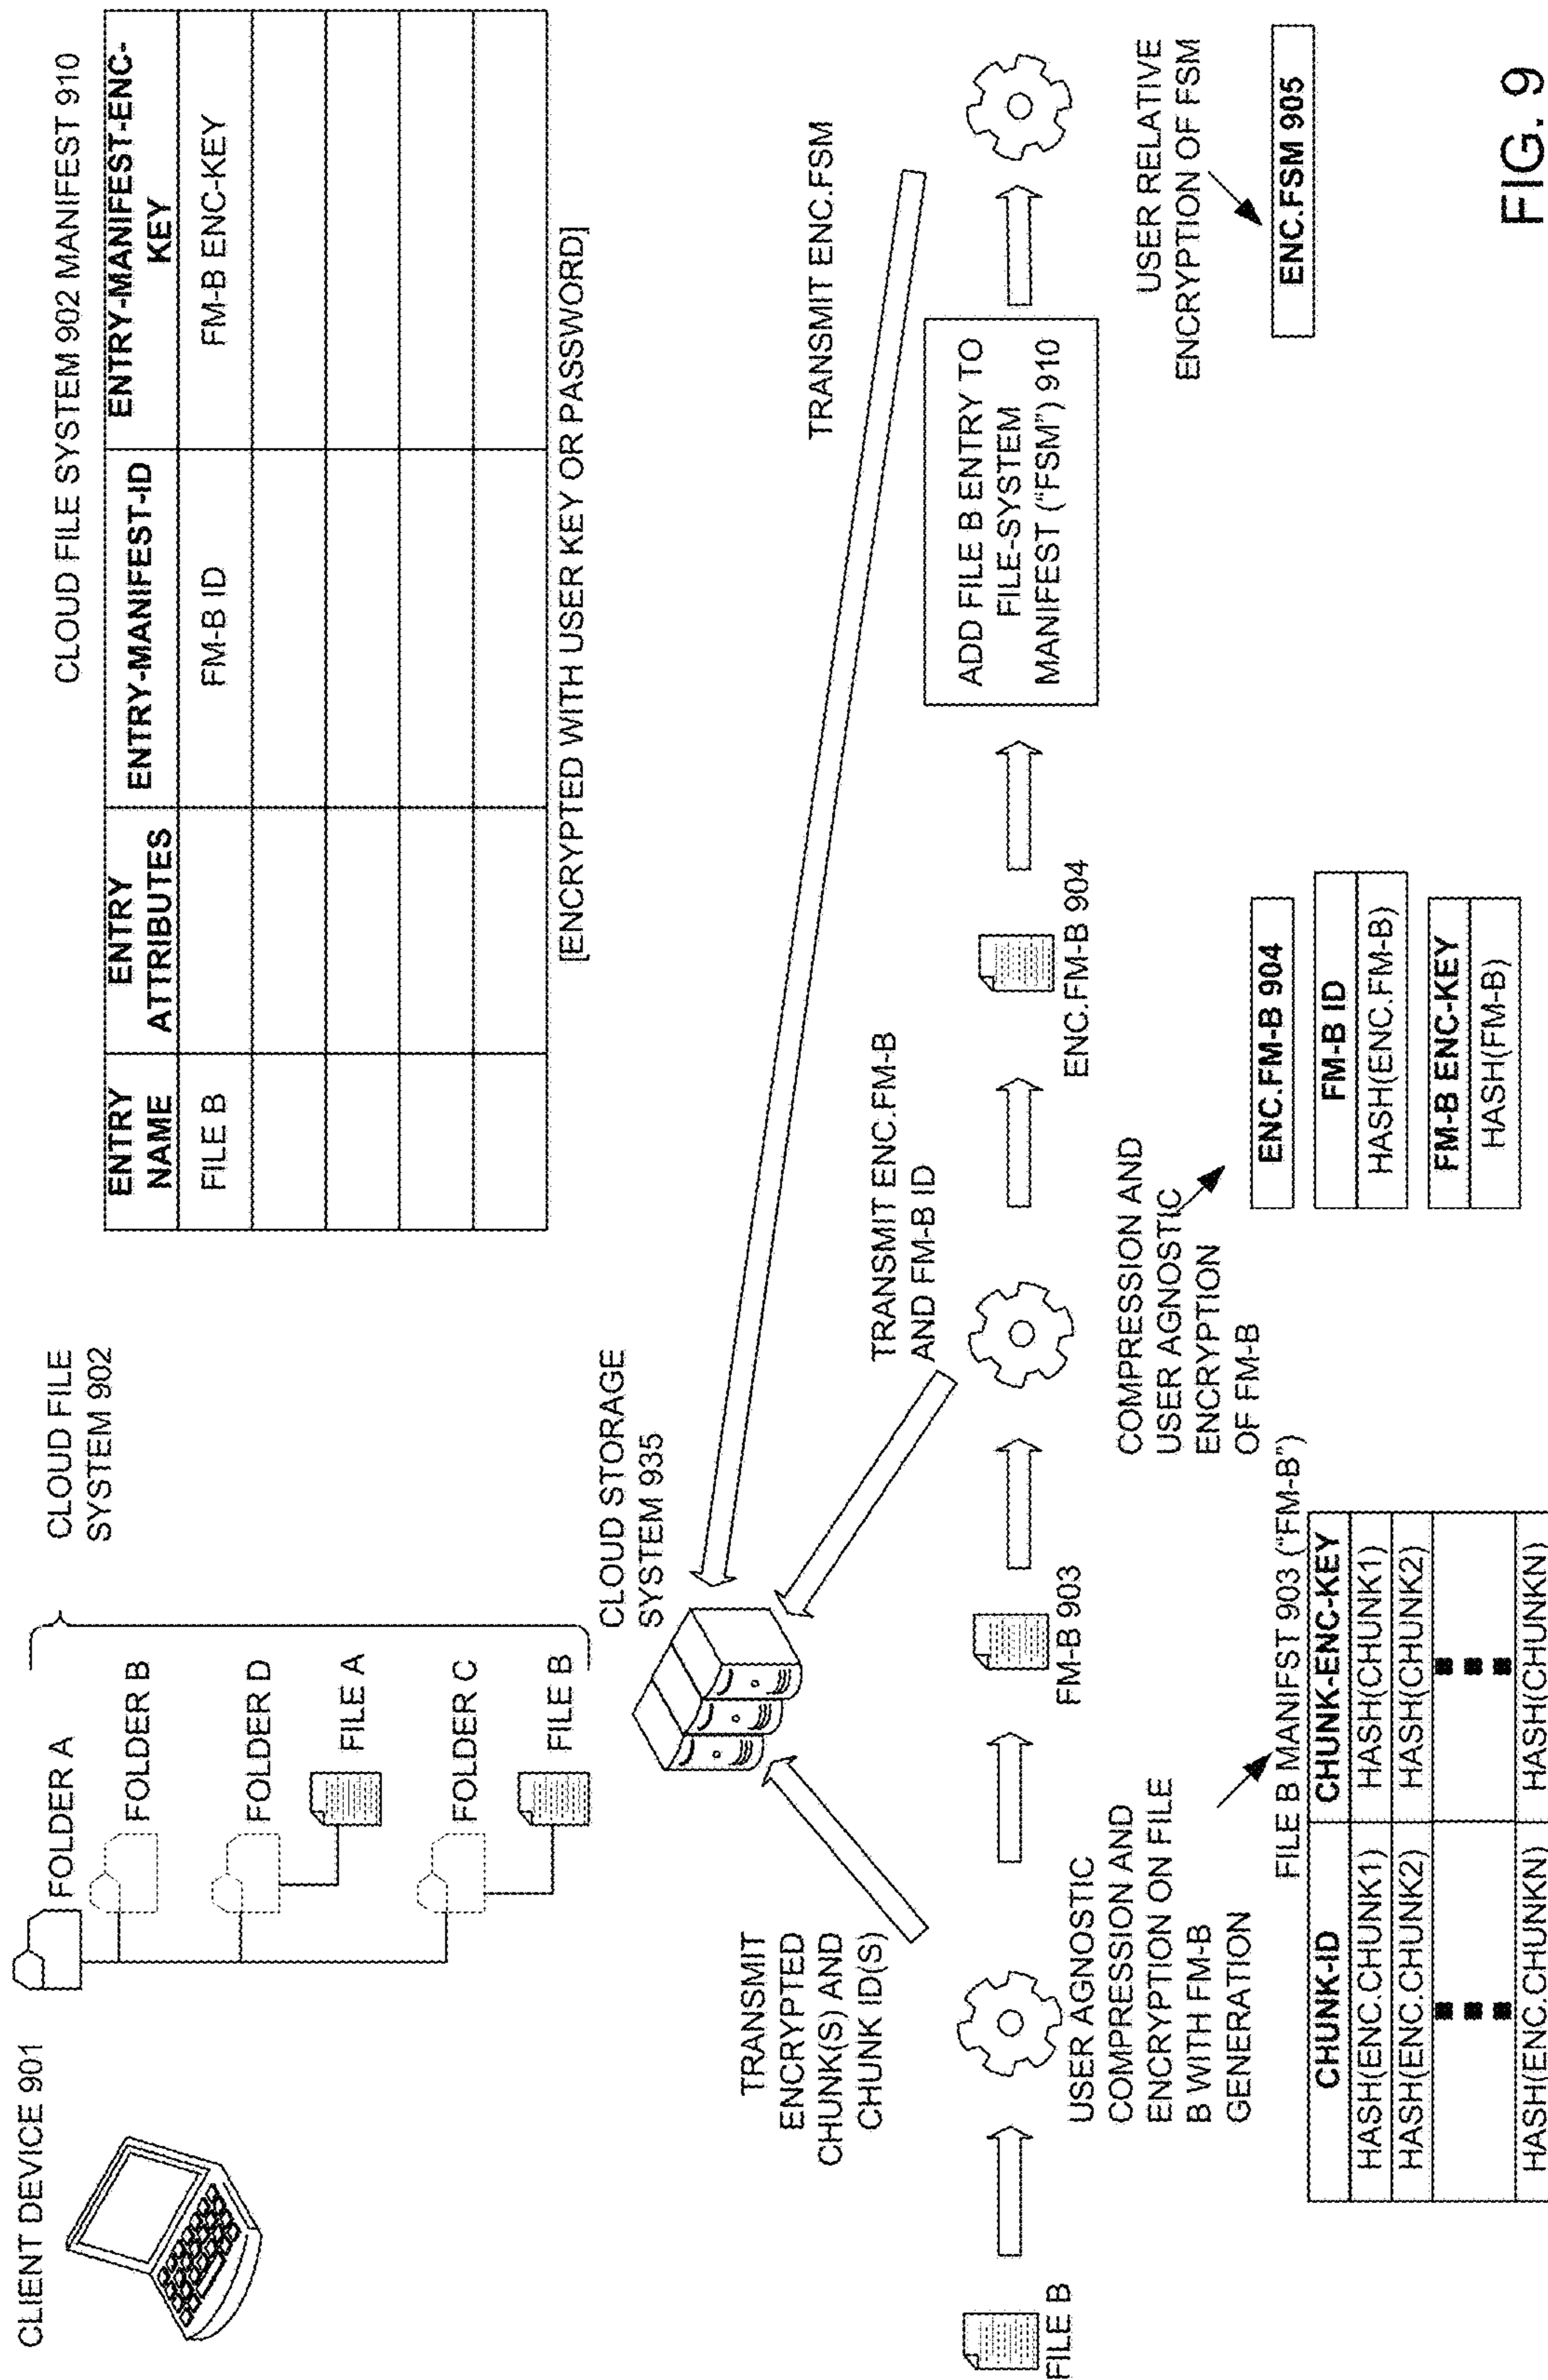 CLIENT DEVICE 901
FOLDER A
FOLDER B
FOLDER D
FILE A
FOLDER C
FILE B
CLOUD FILE
SYSTEM 902
CLOUD FILE SYSTEM 902 MANIFEST 910
ENTRY
NAME
ENTRY
ATTRIBUTES
ENTRY-MANIFEST-ID
ENTRY-MANIFEST-ENC-
KEY
FILE B
FM-B ID
FM-B ENC-KEY
[ENCRYPTED WITH USER KEY OR PASSWORD]
CLOUD STORAGE
SYSTEM 935
TRANSMIT
ENCRYPTED
CHUNK(S) AND
CHUNK ID(S)
TRANSMIT ENC.FM-B
AND FM-B ID
TRANSMIT ENC.FSM
FILE B
USER AGNOSTIC
COMPRESSION AND
ENCRYPTION ON FILE
B WITH FM-B
GENERATION
FM-B 903
COMPRESSION AND
USER AGNOSTIC
ENCRYPTION
OF FM-B
ENC.FM-B 904
ADD FILE B ENTRY TO
FILE-SYSTEM
MANIFEST ("FSM") 910
USER RELATIVE
ENCRYPTION OF FSM
ENC.FSM 905
FILE B MANIFST 903 ("FM-B")
CHUNK-ID
CHUNK-ENC-KEY
HASH(ENC.CHUNK1)
HASH(CHUNK1)
HASH(ENC.CHUNK2)
HASH(CHUNK2)
HASH(ENC.CHUNKN)
HASH(CHUNKN)
ENC.FM-B 904
FM-B ID
HASH(ENC.FM-B)
FM-B ENC-KEY
HASH(FM-B)
FIG. 9